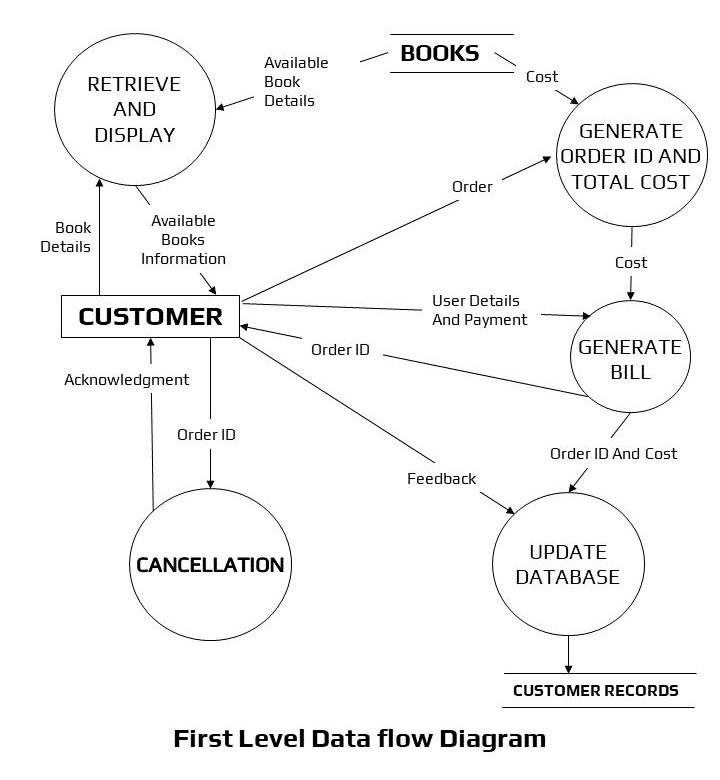 BOOKS
Available
Book
Details
Cost
RETRIEVE
AND
DISPLAY
GENERATE
ORDER ID AND
TOTAL COST
Order
Book
Details
Available
Books
Information
Cost
CUSTOMER
User Details
And Payment
Order ID
GENERATE
BILL
Acknowledgment
Order ID
Order ID And Cost
Feedback
CANCELLATION
UPDATE
DATABASE
CUSTOMER RECORDS
First Level Data flow Diagram